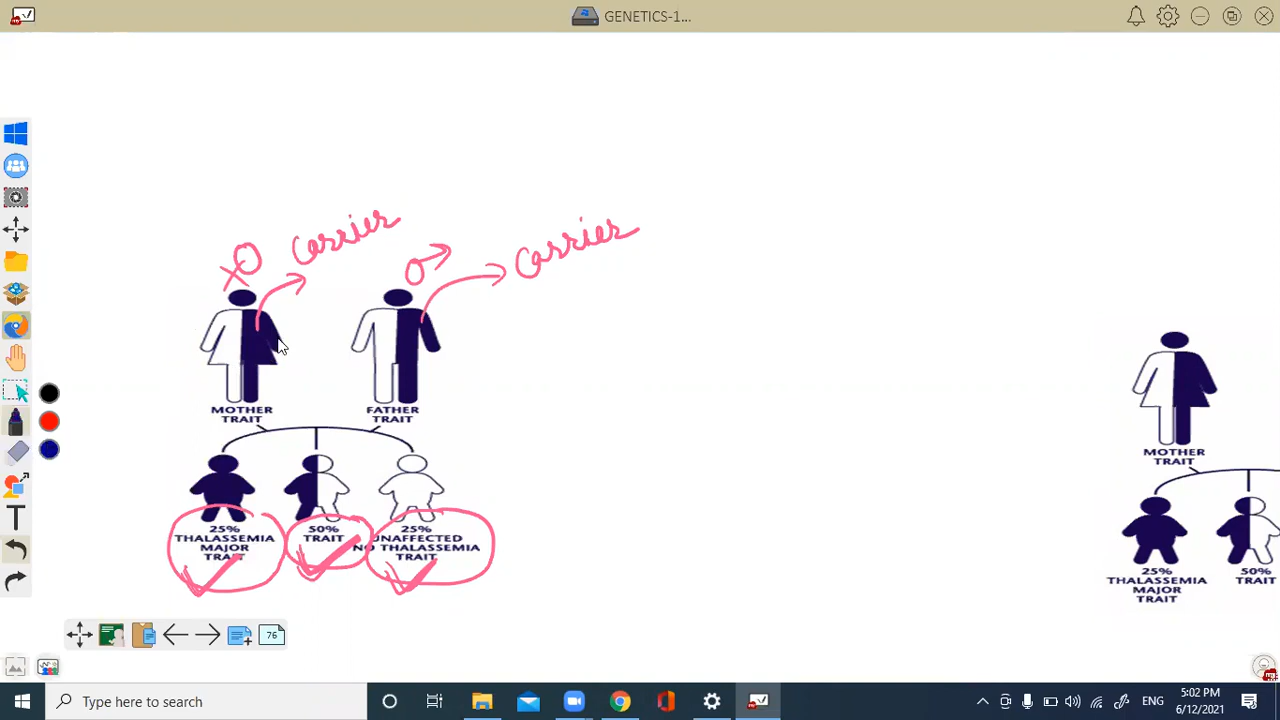 GENETICS-1...
Carrier
Carrier
MOTHER
TRAIT
FATHER
TRAIT
25%
THALASSEMIA
MAJOR
TRAIT
50%
TRAIT
25%
UNAFFECTED
NO THALASSEMIA
TRAIT
MOTHER
TRAIT
25%
THALASSEMIA
MAJOR
TRAIT
50%
TRAIT
76
Type here to search
ENG
5:02 PM
6/12/2021